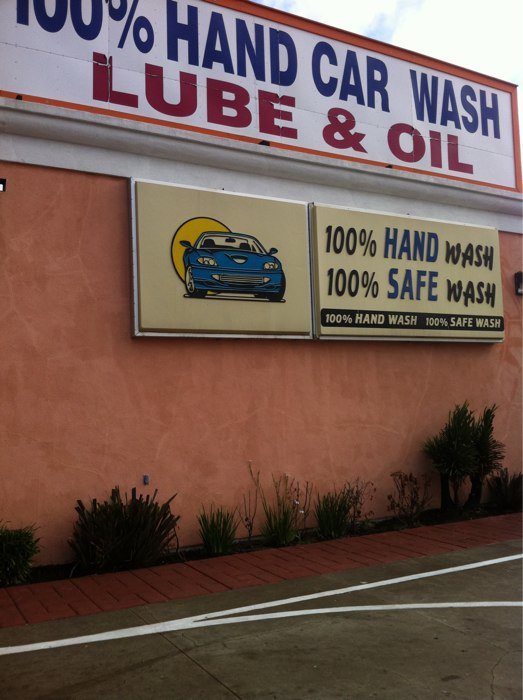 100% HAND CAR WASH
LUBE & OIL
100% HAND WASH
100% SAFE WASH
100% HAND WASH 100% SAFE WASH